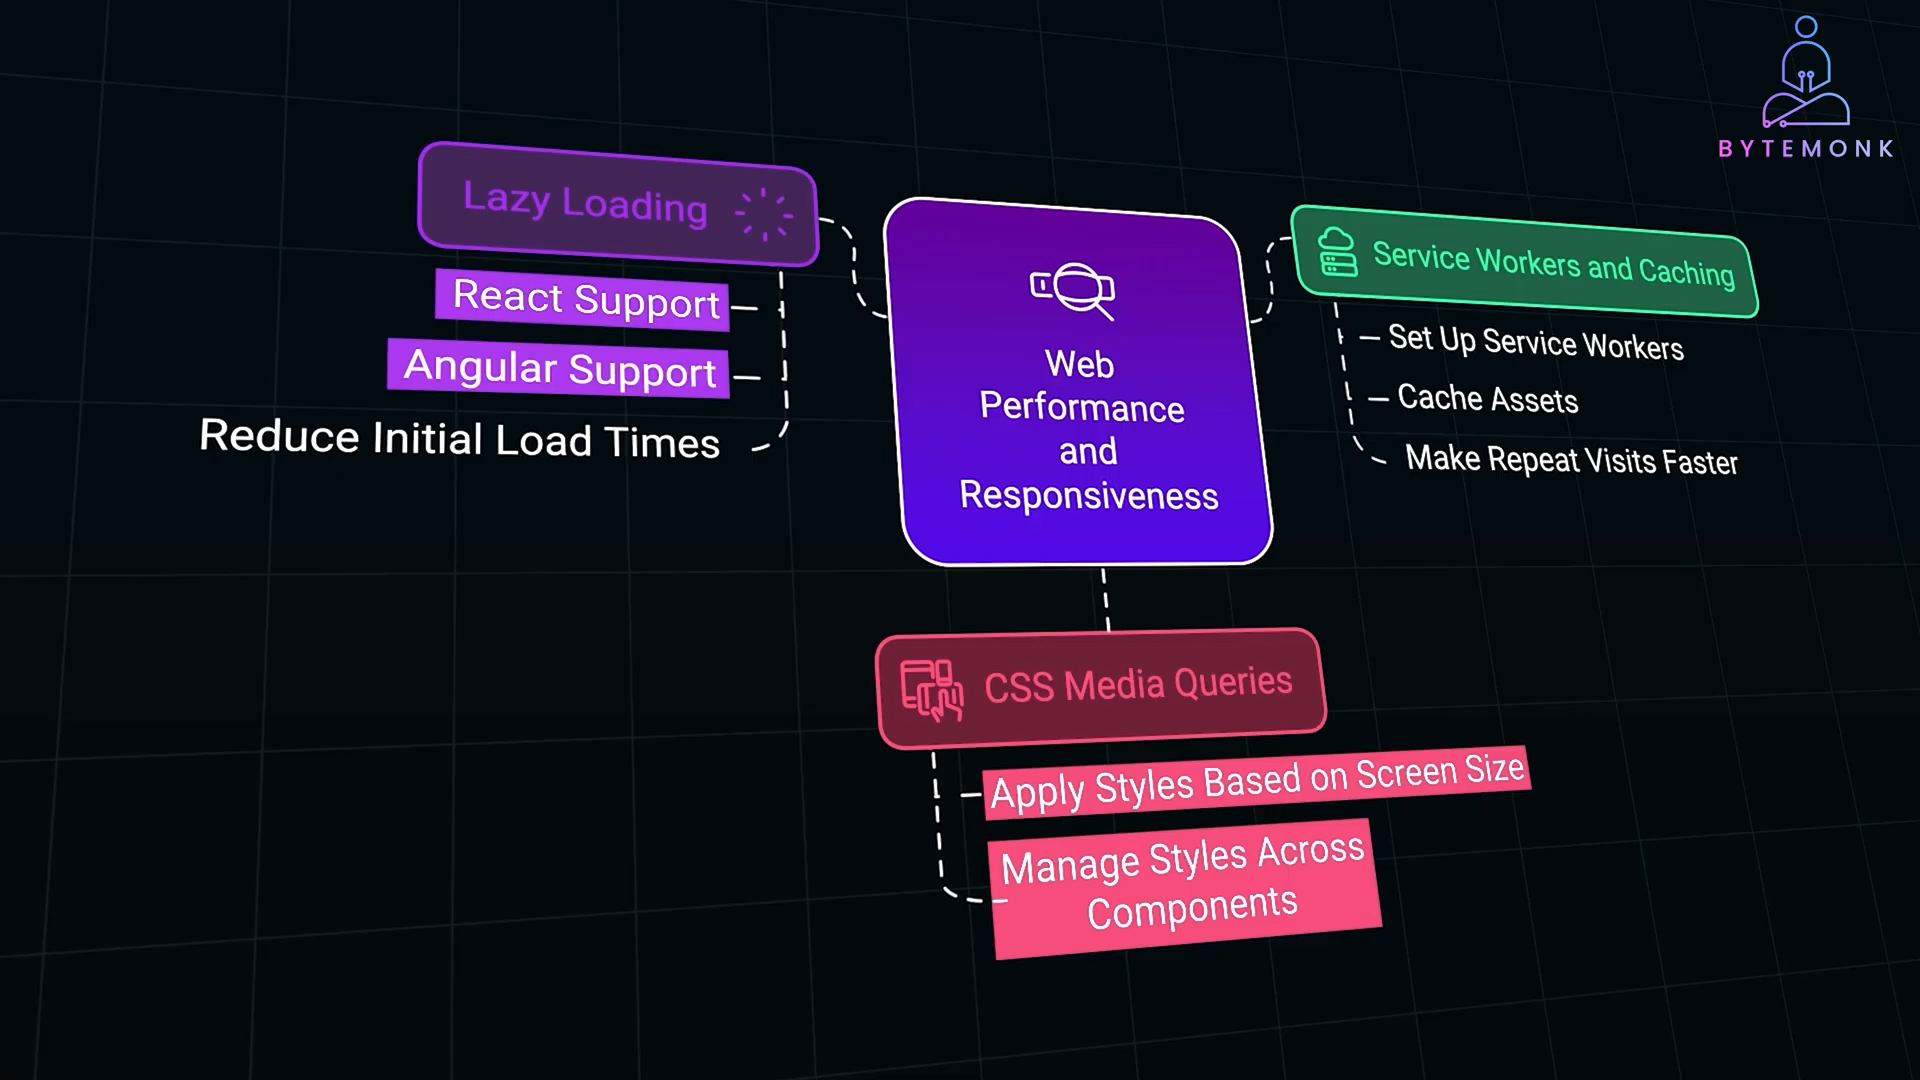 BYTEMONK
Lazy Loading
React Support
Angular Support
Reduce Initial Load Times
Web
Performance
and
Responsiveness
Service Workers and Caching
Set Up Service Workers
Cache Assets
Make Repeat Visits Faster
CSS Media Queries
Apply Styles Based on Screen Size
Manage Styles Across
Components